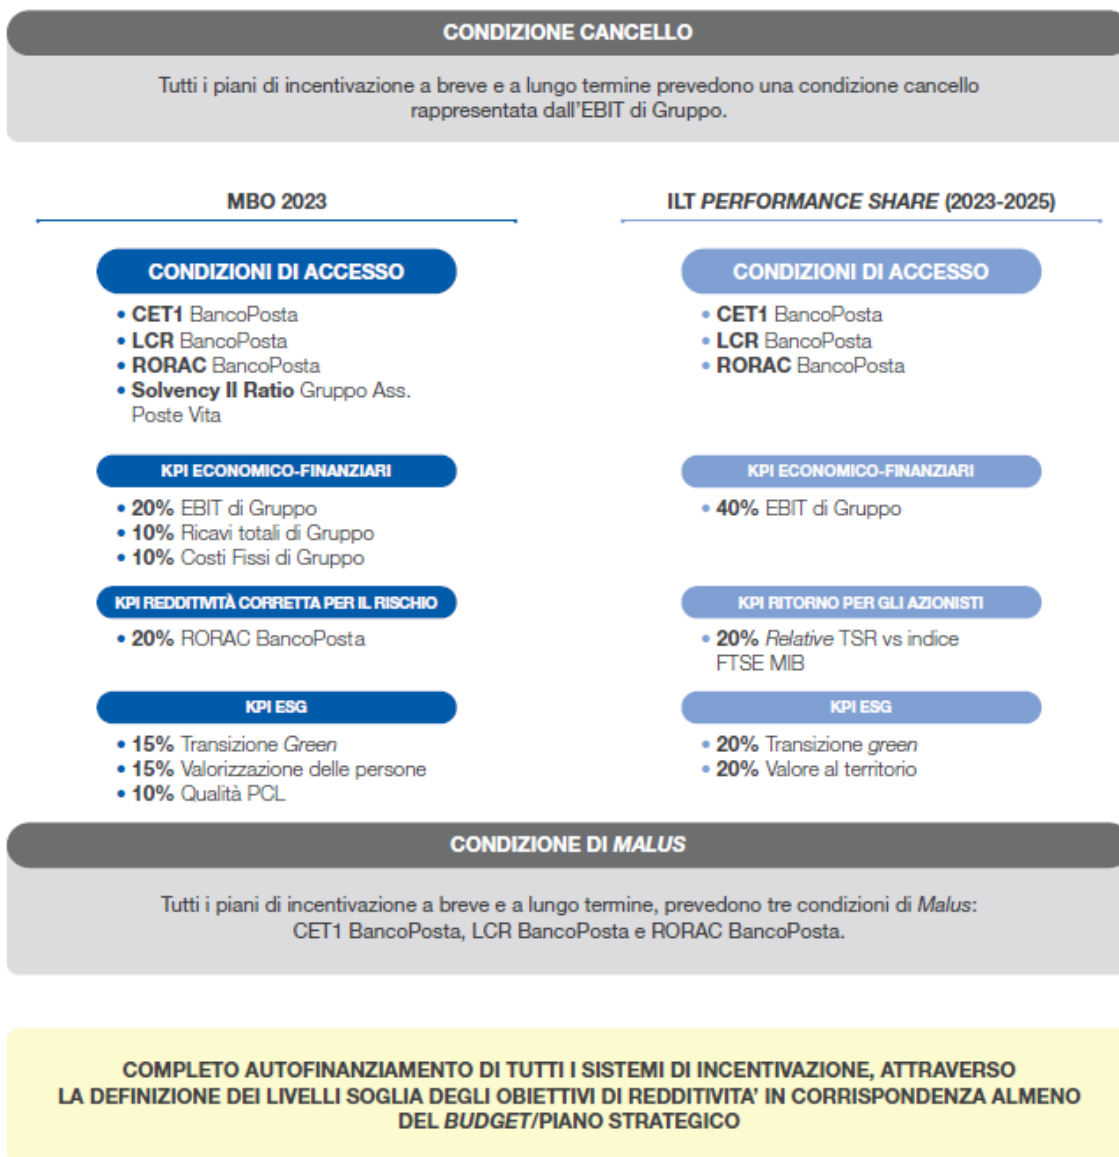 CONDIZIONE CANCELLO
Tutti i piani di incentivazione a breve e a lungo termine prevedono una condizione cancello
rappresentata dall'EBIT di Gruppo.
MBO 2023
CONDIZIONI DI ACCESSO
• CET1 BancoPosta
• LCR BancoPosta
• RORAC BancoPosta
• Solvency II Ratio Gruppo Ass.
Poste Vita
KPI ECONOMICO-FINANZIARI
• 20% EBIT di Gruppo
• 10% Ricavi totali di Gruppo
• 10% Costi Fissi di Gruppo
KPI REDDITIVITÀ CORRETTA PER IL RISCHIO
• 20% RORAC BancoPosta
KPI ESG
• 15% Transizione Green
• 15% Valorizzazione delle persone
• 10% Qualità PCL
ILT PERFORMANCE SHARE (2023-2025)
CONDIZIONI DI ACCESSO
• CET1 BancoPosta
• LCR BancoPosta
• RORAC BancoPosta
KPI ECONOMICO-FINANZIARI
• 40% EBIT di Gruppo
KPI RITORNO PER GLI AZIONISTI
• 20% Relative TSR vs indice
FTSE MIB
KPI ESG
• 20% Transizione green
• 20% Valore al territorio
CONDIZIONE DI MALUS
Tutti i piani di incentivazione a breve e a lungo termine, prevedono tre condizioni di Malus:
CET1 BancoPosta, LCR BancoPosta e RORAC BancoPosta.
COMPLETO AUTOFINANZIAMENTO DI TUTTI I SISTEMI DI INCENTIVAZIONE, ATTRAVERSO
LA DEFINIZIONE DEI LIVELLI SOGLIA DEGLI OBIETTIVI DI REDDITIVITA' IN CORRISPONDENZA ALMENO
DEL BUDGET/PIANO STRATEGICO